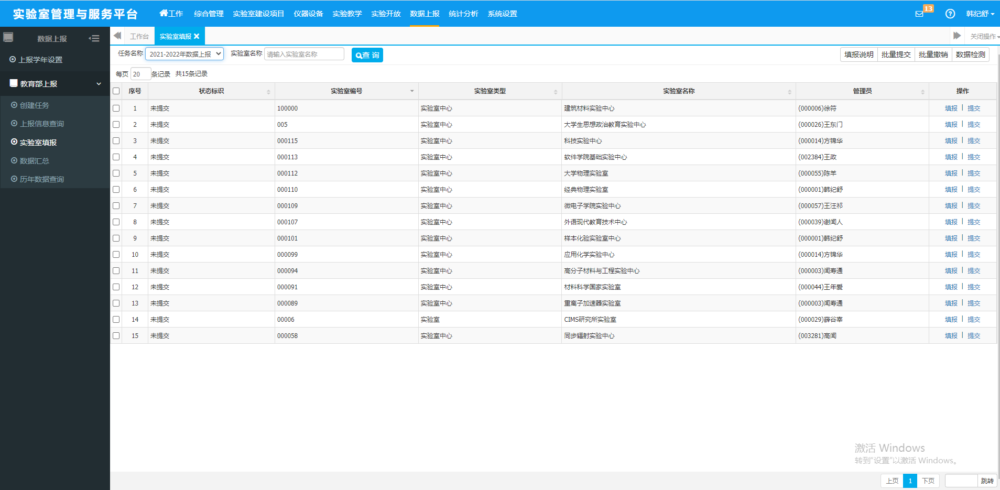 实验室管理与服务平台 工作 综合管理 实验室建设项目 仪器设备 实验教学 实验开放 数据上报 统计分析 系统设置 13 韩纪舒
数据上报 工作台 实验室填报 关闭操作
上报学年设置
教育部上报
创建任务
上报信息查询
实验室填报
数据汇总
历年数据查询
任务名称 2021-2022年数据上报 实验室名称 请输入实验室名称 查 询 填报说明 批量提交 批量撤销 数据检测
每页 20 条记录 共15条记录
序号 状态标识 实验室编号 实验室类型 实验室名称 管理员 操作
1 未提交 100000 实验室中心 建筑材料实验中心 (000006)徐符 填报 | 提交
2 未提交 005 实验室中心 大学生思想政治教育实验中心 (000026)王东门 填报 | 提交
3 未提交 000115 实验室中心 科技实验中心 (000014)方锦华 填报 | 提交
4 未提交 000113 实验室中心 软件学院基础实验中心 (002384)王政 填报 | 提交
5 未提交 000112 实验室中心 大学物理实验室 (000055)陈羊 填报 | 提交
6 未提交 000110 实验室中心 经典物理实验室 (000001)韩纪舒 填报 | 提交
7 未提交 000109 实验室中心 微电子学院实验中心 (000057)王汪祁 填报 | 提交
8 未提交 000107 实验室中心 外语现代教育技术中心 (000039)谢闻人 填报 | 提交
9 未提交 000101 实验室中心 样本化验实验室中心 (000001)韩纪舒 填报 | 提交
10 未提交 000099 实验室中心 应用化学实验中心 (000014)方锦华 填报 | 提交
11 未提交 000094 实验室中心 高分子材料与工程实验中心 (000003)闻寿通 填报 | 提交
12 未提交 000091 实验室中心 材料科学国家实验室 (000044)王年爱 填报 | 提交
13 未提交 000089 实验室中心 重离子加速器实验室 (000003)闻寿通 填报 | 提交
14 未提交 00006 实验室 CIMS研究所实验室 (000029)薛谷宰 填报 | 提交
15 未提交 000058 实验室中心 同步辐射实验中心 (003281)高闻 填报 | 提交
激活 Windows
转到“设置”以激活 Windows。
上页 1 下页 跳转